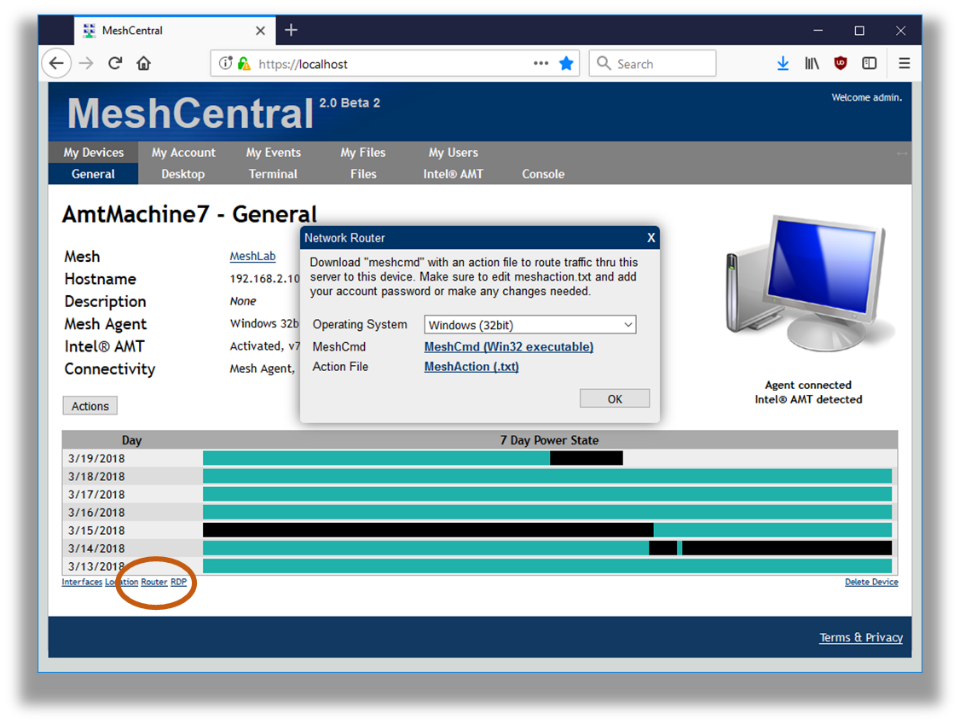 MeshCentral
https://localhost
Search
MeshCentral 2.0 Beta 2
Welcome admin.
My Devices My Account My Events My Files My Users
General Desktop Terminal Files Intel® AMT Console
AmtMachine7 - General
Mesh MeshLab
Hostname 192.168.2.10
Description None
Mesh Agent Windows 32b
Intel® AMT Activated, v7
Connectivity Mesh Agent,
Actions
Network Router X
Download "meshcmd" with an action file to route traffic thru this
server to this device. Make sure to edit meshaction.txt and add
your account password or make any changes needed.
Operating System Windows (32bit)
MeshCmd MeshCmd (Win32 executable)
Action File MeshAction (.txt)
OK
Agent connected
Intel® AMT detected
Day 7 Day Power State
3/19/2018
3/18/2018
3/17/2018
3/16/2018
3/15/2018
3/14/2018
3/13/2018
Interfaces Location Router RDP Delete Device
Terms & Privacy